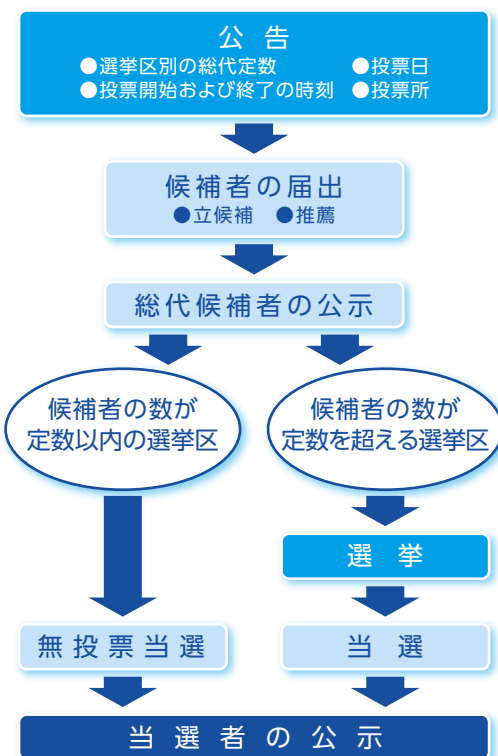 公告
●選挙区別の総代定数 ●投票日
●投票開始および終了の時刻 ●投票所
候補者の届出
●立候補 ●推薦
総代候補者の公示
候補者の数が
定数以内の選挙区
候補者の数が
定数を超える選挙区
選挙
無投票当選
当選
当選者の公示